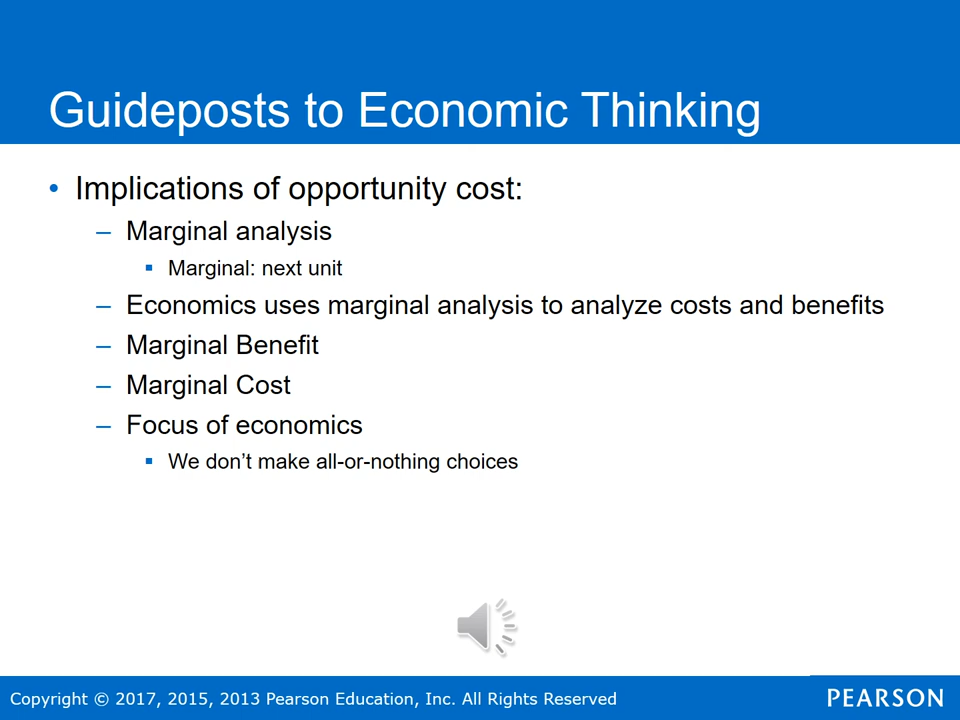 Guideposts to Economic Thinking
• Implications of opportunity cost:
– Marginal analysis
▪ Marginal: next unit
– Economics uses marginal analysis to analyze costs and benefits
– Marginal Benefit
– Marginal Cost
– Focus of economics
▪ We don’t make all-or-nothing choices
Copyright © 2017, 2015, 2013 Pearson Education, Inc. All Rights Reserved
PEARSON